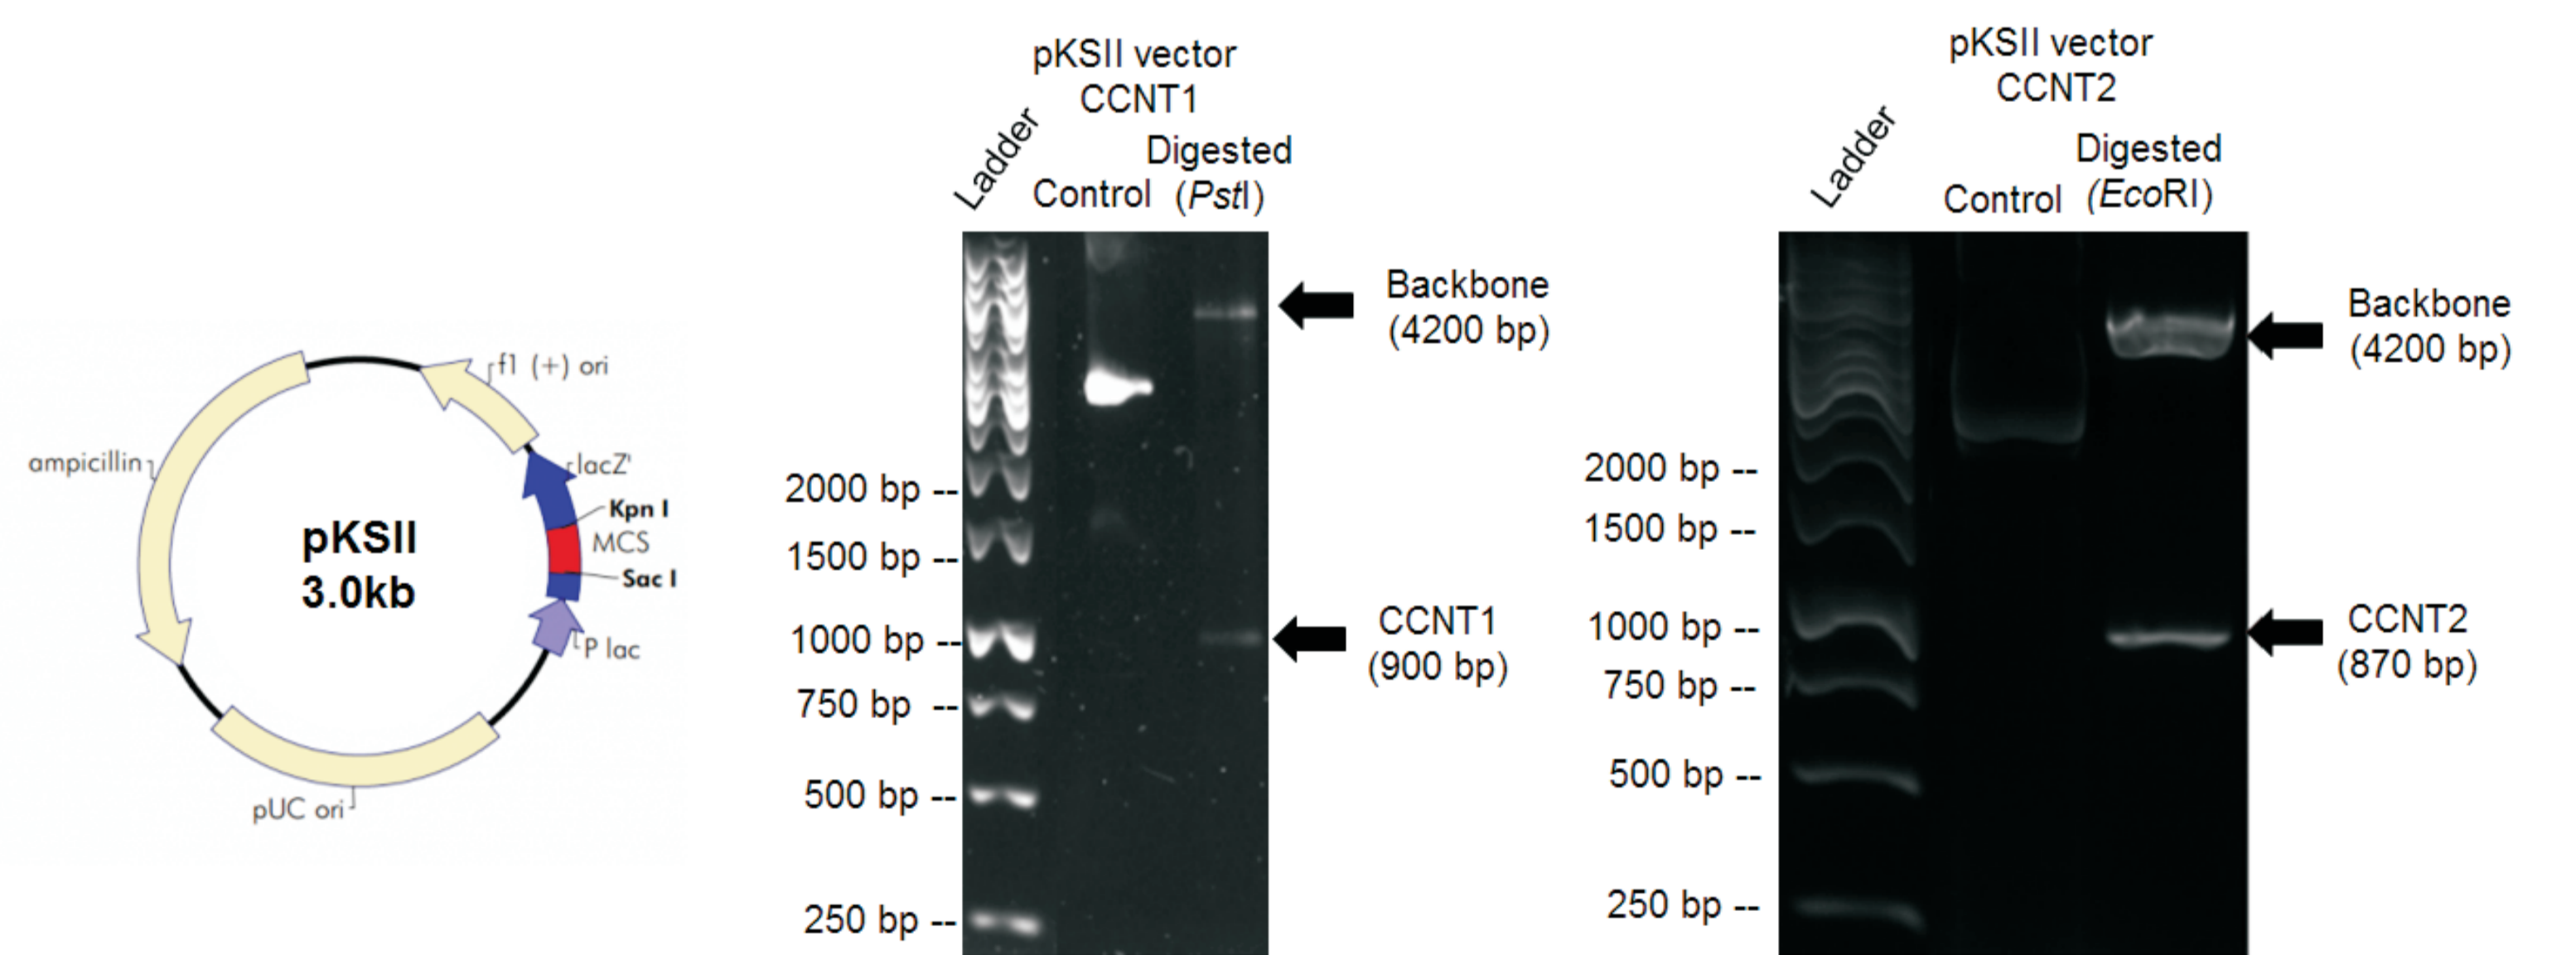 f1 (+) ori
ampicillin
lacZ'
Kpn I
MCS
Sac I
P lac
pUC ori
pKSII
3.0kb
pKSII vector
CCNT1
Ladder
Control
Digested
(PstI)
2000 bp --
1500 bp --
1000 bp --
750 bp --
500 bp --
250 bp --
Backbone
(4200 bp)
CCNT1
(900 bp)
pKSII vector
CCNT2
Ladder
Control
Digested
(EcoRI)
2000 bp --
1500 bp --
1000 bp --
750 bp --
500 bp --
250 bp --
Backbone
(4200 bp)
CCNT2
(870 bp)